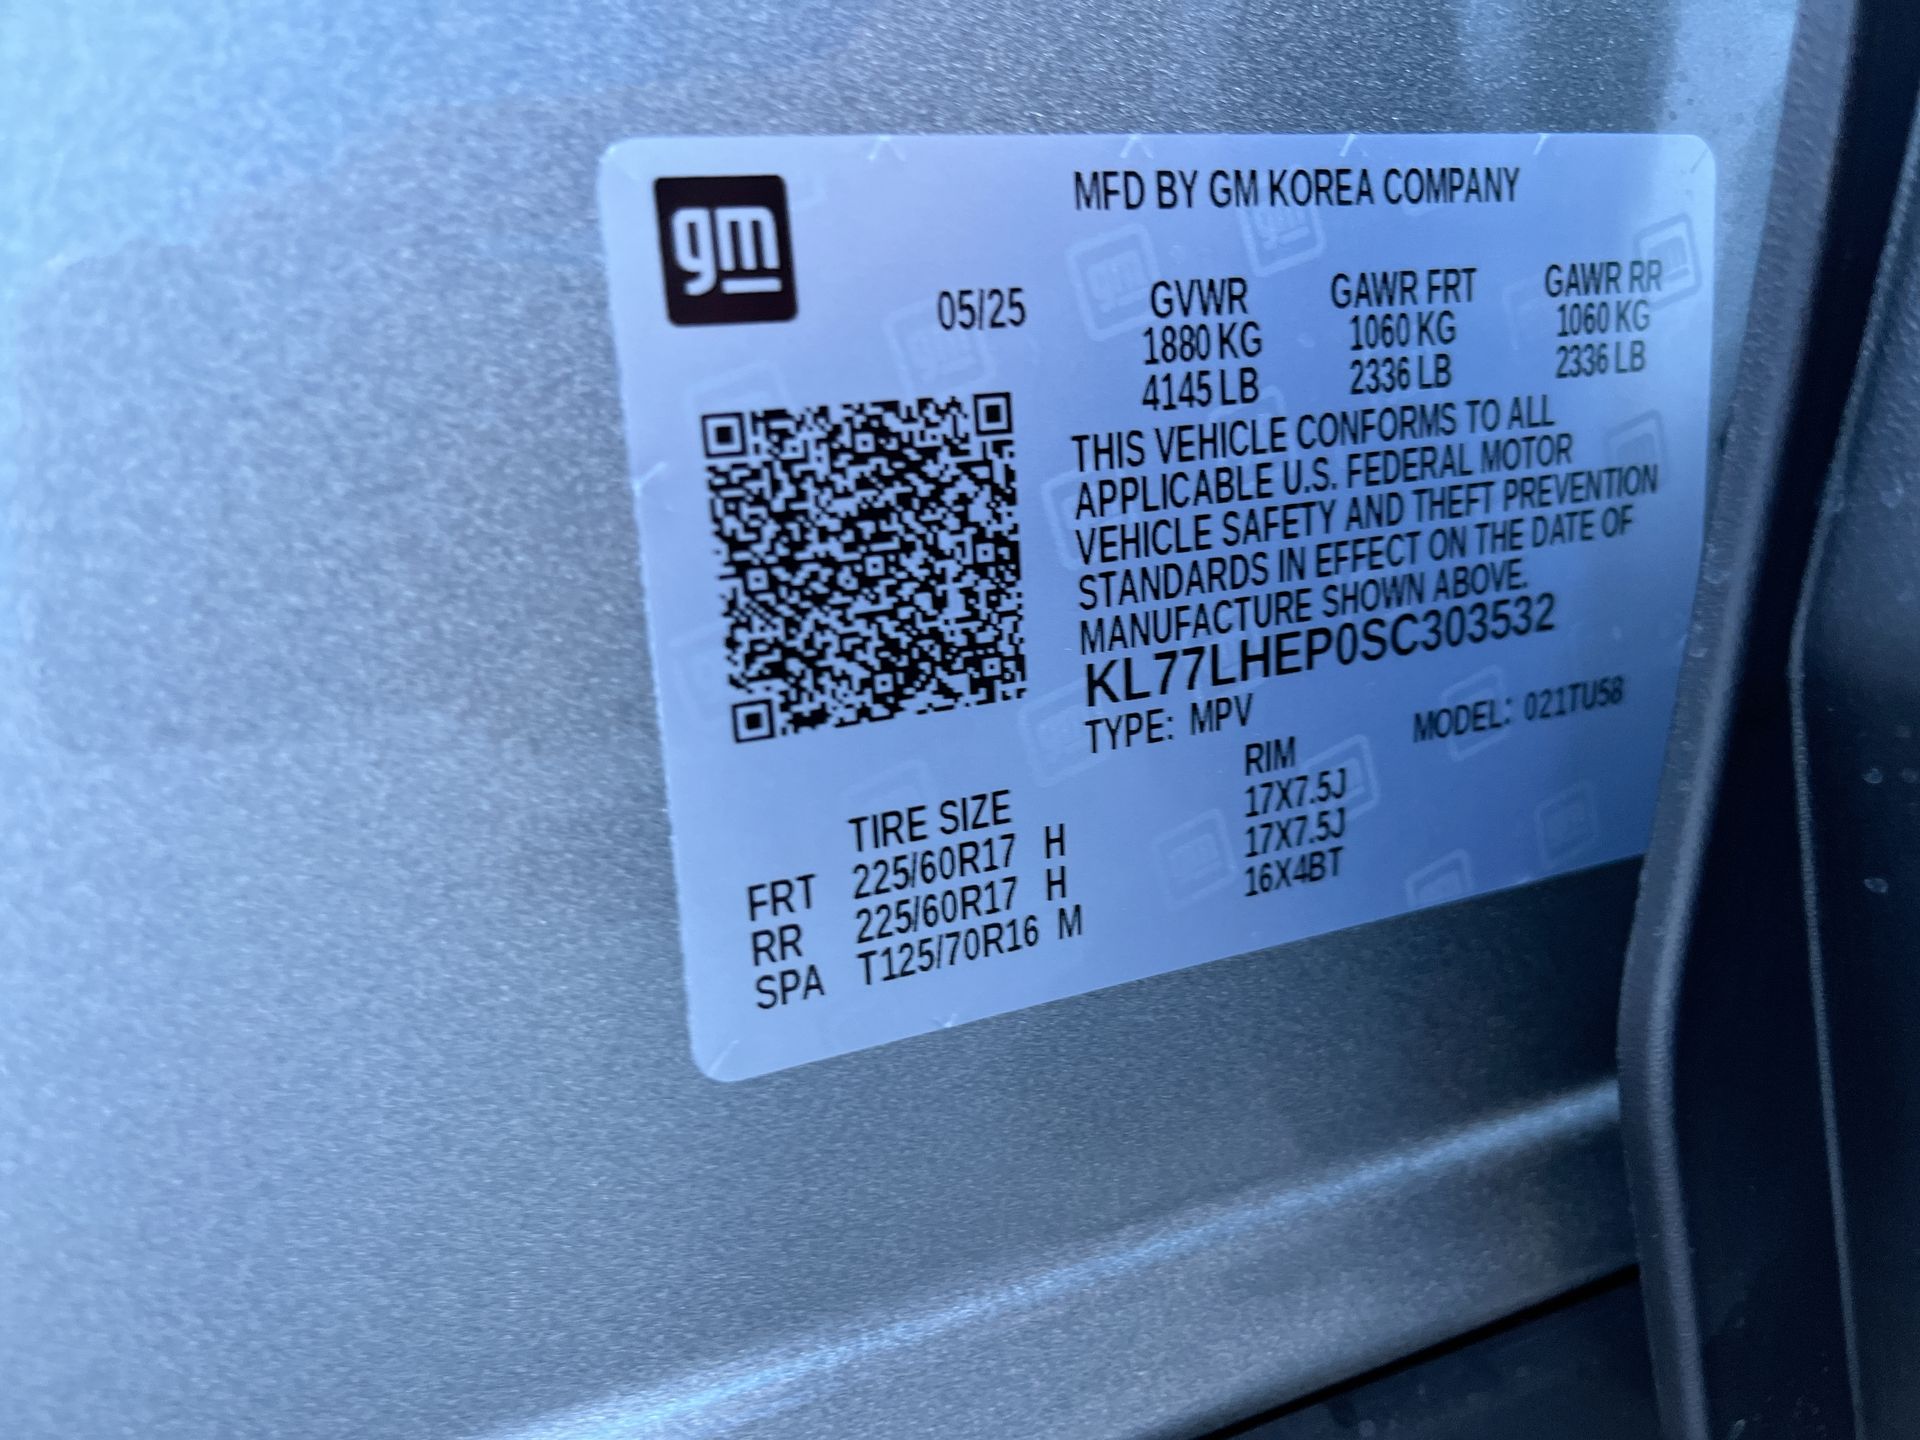 gm
MFD BY GM KOREA COMPANY
05/25
GVWR GAWR FRT GAWR RR
1880 KG 1060 KG 1060 KG
4145 LB 2336 LB 2336 LB
THIS VEHICLE CONFORMS TO ALL
APPLICABLE U.S. FEDERAL MOTOR
VEHICLE SAFETY AND THEFT PREVENTION
STANDARDS IN EFFECT ON THE DATE OF
MANUFACTURE SHOWN ABOVE.
KL77LHEP0SC303532
TYPE: MPV MODEL: 021TU58
TIRE SIZE RIM
FRT 225/60R17 H 17X7.5J
RR 225/60R17 H 17X7.5J
SPA T125/70R16 M 16X4BT